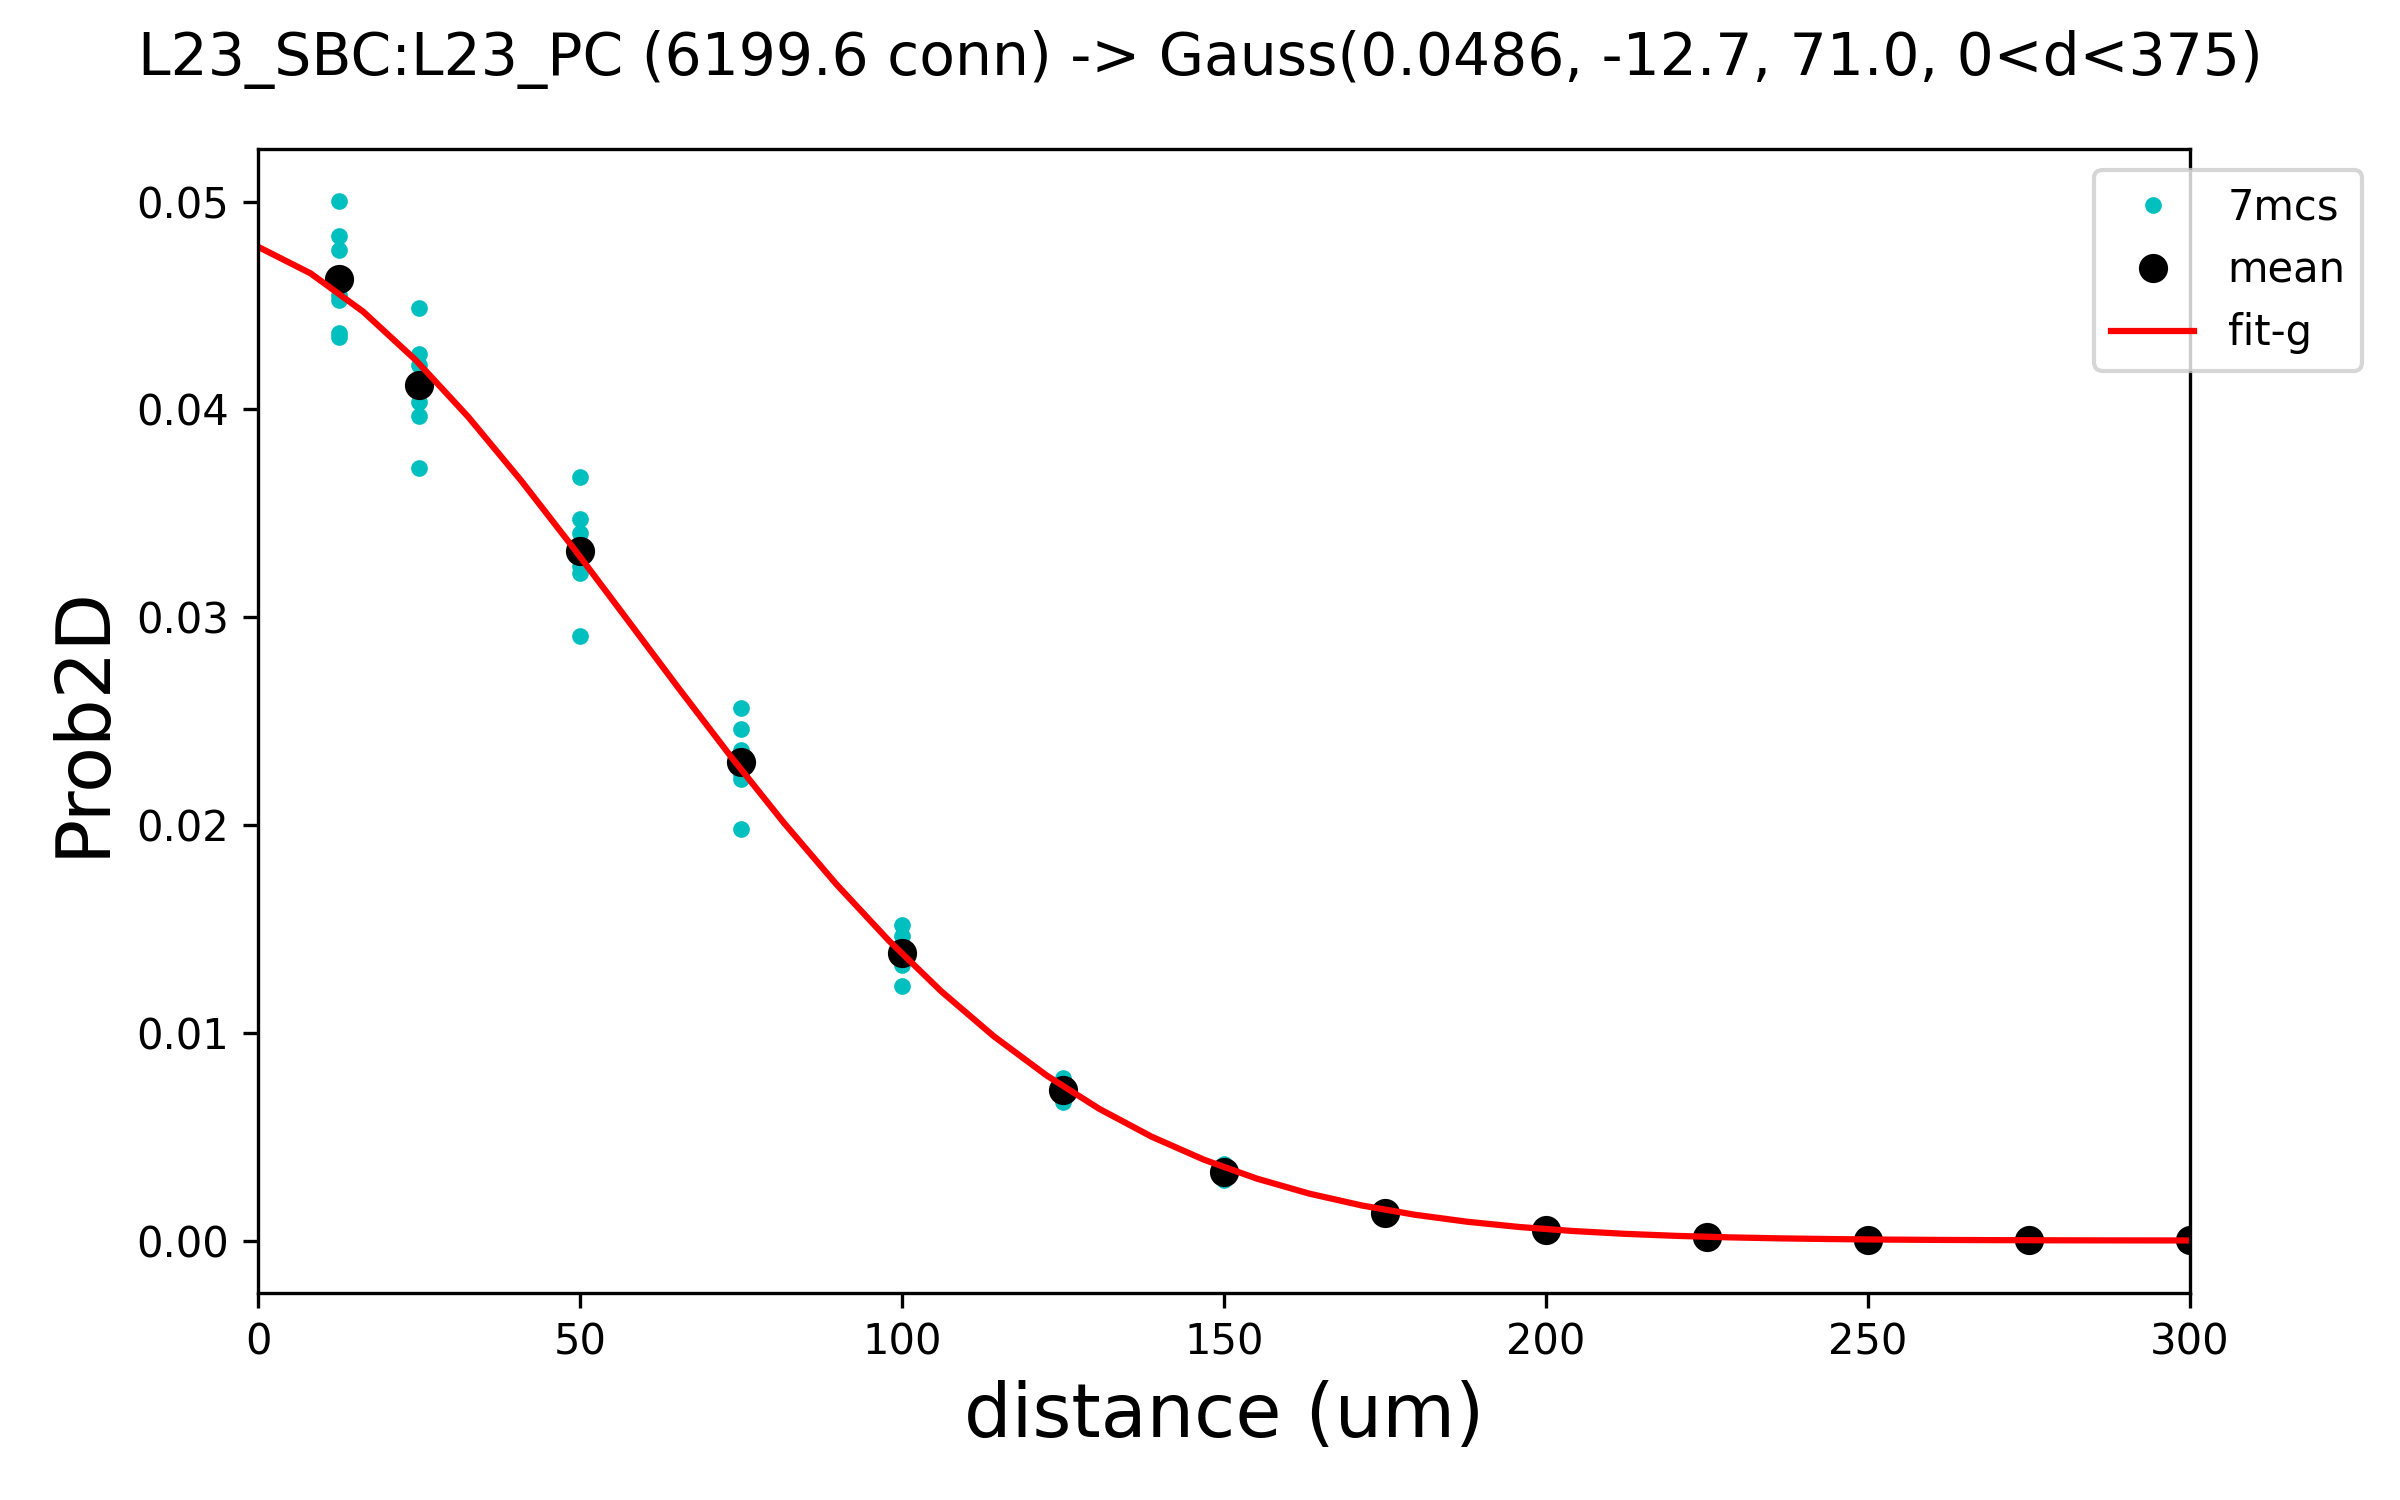 L23_SBC:L23_PC (6199.6 conn) -> Gauss(0.0486, -12.7, 71.0, 0<d<375)
7mcs
mean
fit-g
Prob2D
0.05
0.04
0.03
0.02
0.01
0.00
0 50 100 150 200 250 300
distance (um)